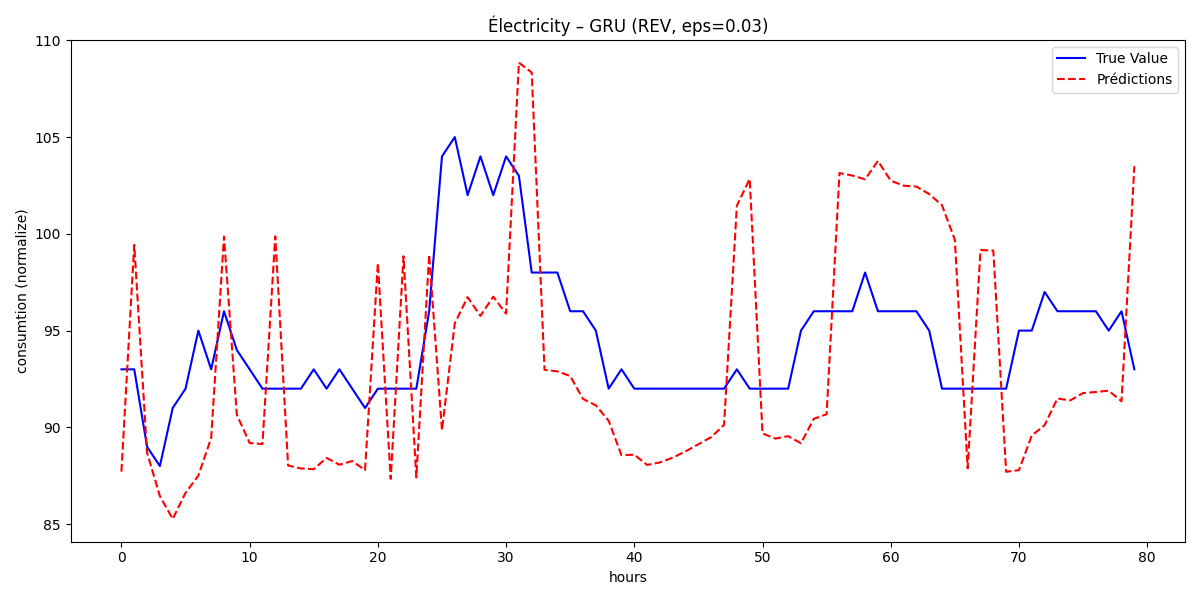 Électricity – GRU (REV, eps=0.03)
True Value
Prédictions
consumtion (normalize)
110
105
100
95
90
85
0 10 20 30 40 50 60 70 80
hours